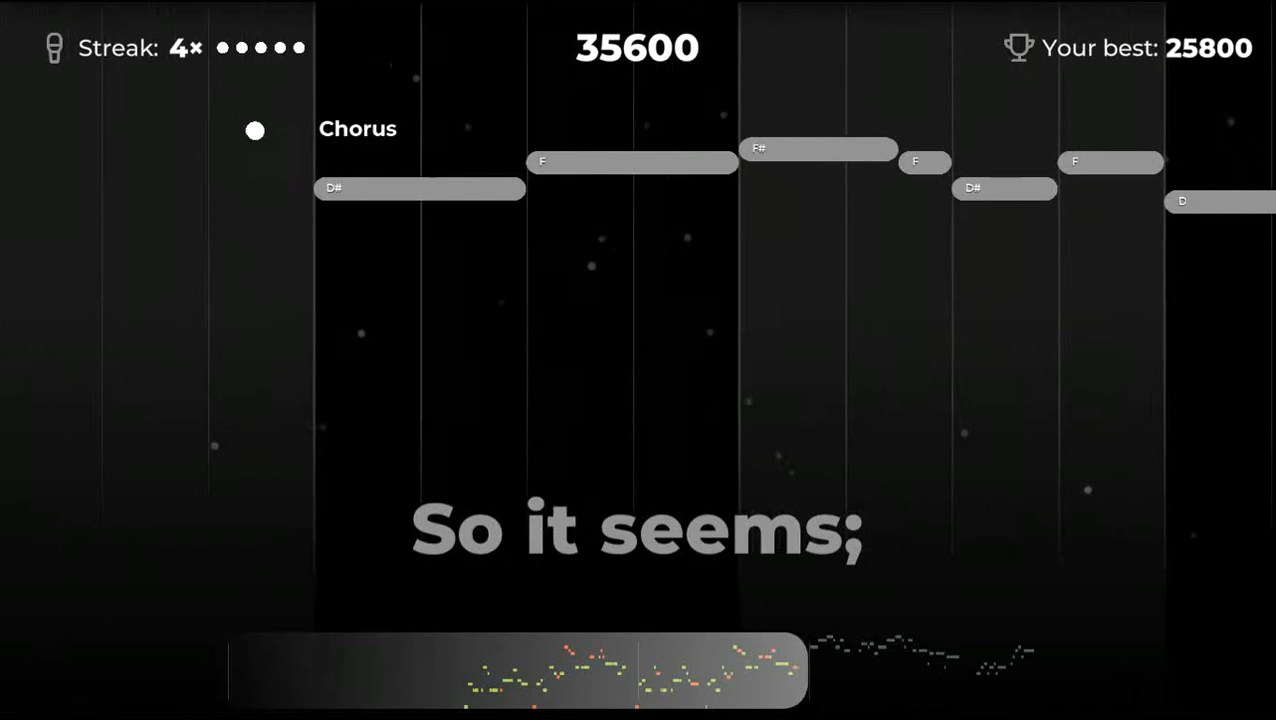 Streak: 4× 35600 Your best: 25800
Chorus
F#
F F F
D# D#
D
So it seems;